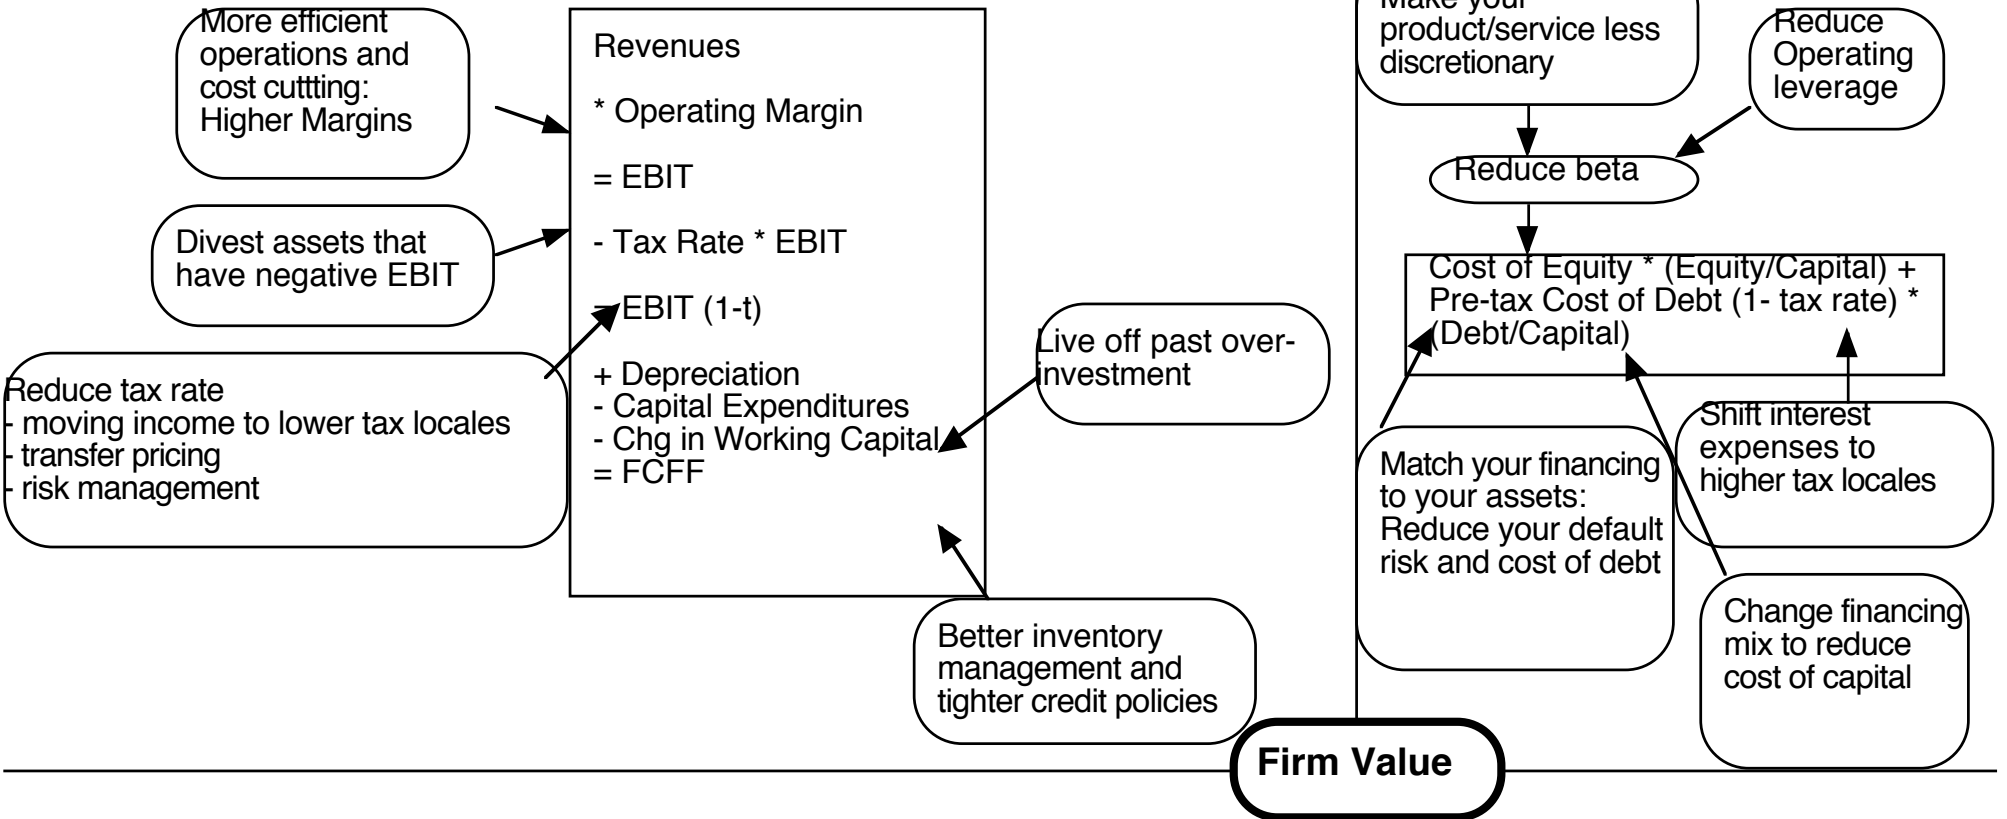 More efficient
operations and
cost cuttting:
Higher Margins
Divest assets that
have negative EBIT
Reduce tax rate
- moving income to lower tax locales
- transfer pricing
- risk management
Revenues
* Operating Margin
= EBIT
- Tax Rate * EBIT
= EBIT (1-t)
+ Depreciation
- Capital Expenditures
- Chg in Working Capital
= FCFF
Live off past over-
investment
Better inventory
management and
tighter credit policies
Make your
product/service less
discretionary
Reduce
Operating
leverage
Reduce beta
Cost of Equity * (Equity/Capital) +
Pre-tax Cost of Debt (1- tax rate) *
(Debt/Capital)
Match your financing
to your assets:
Reduce your default
risk and cost of debt
Shift interest
expenses to
higher tax locales
Change financing
mix to reduce
cost of capital
Firm Value